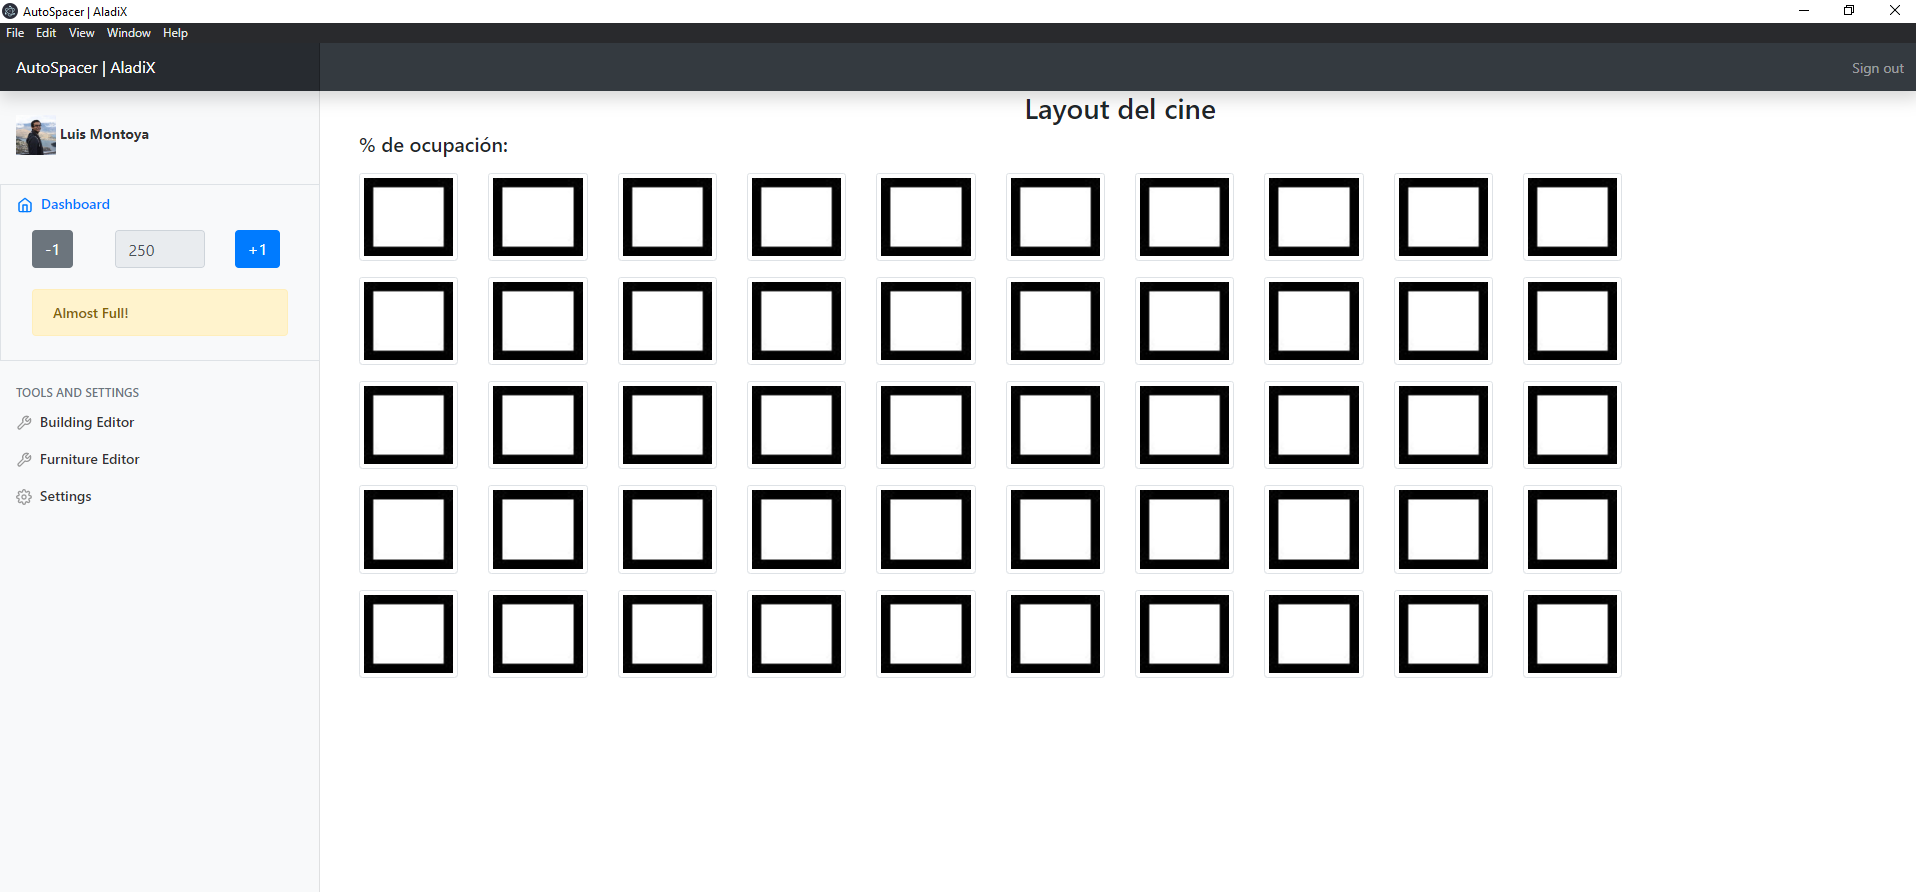 AutoSpacer | AladiX
File Edit View Window Help
AutoSpacer | AladiX
Sign out
Luis Montoya
Dashboard
-1 250 +1
Almost Full!
TOOLS AND SETTINGS
Building Editor
Furniture Editor
Settings
Layout del cine
% de ocupación: